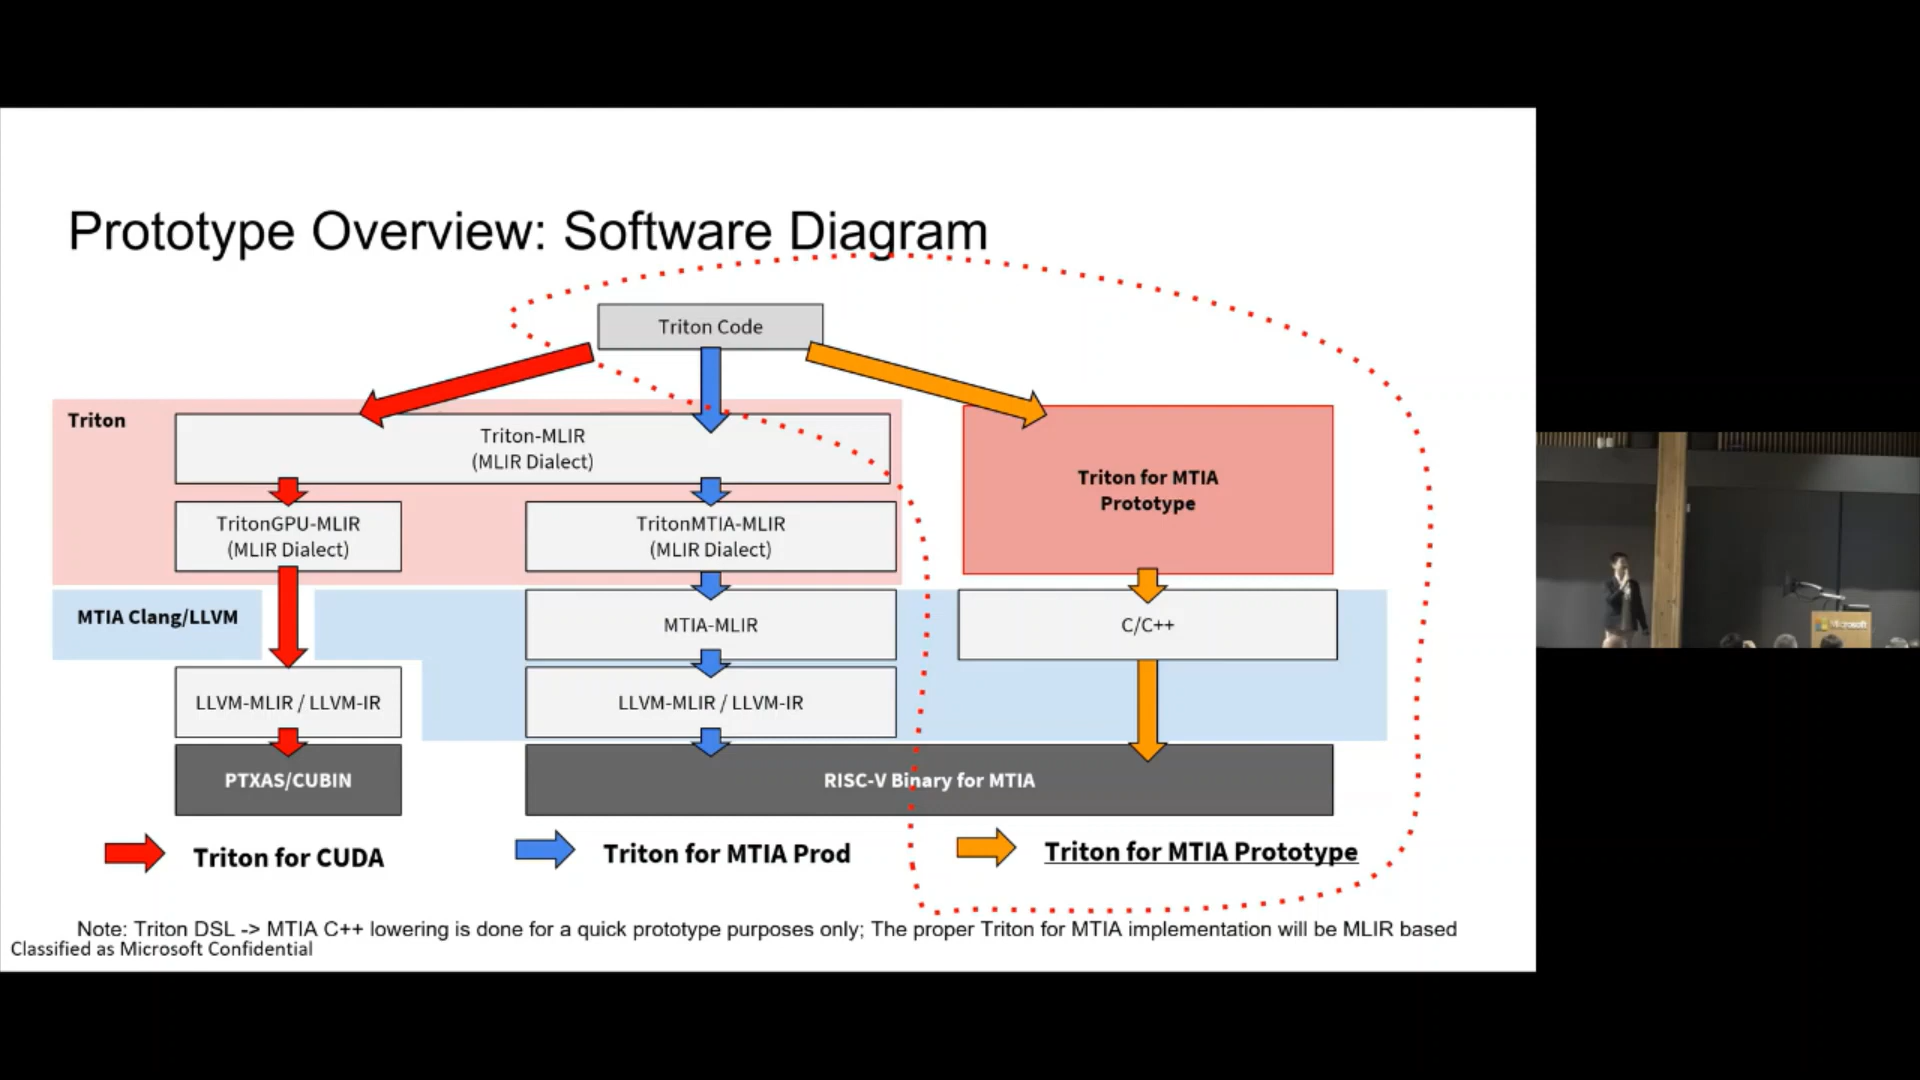 Prototype Overview: Software Diagram
Triton Code
Triton
Triton-MLIR
(MLIR Dialect)
Triton for MTIA
Prototype
TritonGPU-MLIR
(MLIR Dialect)
TritonMTIA-MLIR
(MLIR Dialect)
MTIA Clang/LLVM
MTIA-MLIR
C/C++
LLVM-MLIR / LLVM-IR
LLVM-MLIR / LLVM-IR
PTXAS/CUBIN
RISC-V Binary for MTIA
Triton for CUDA
Triton for MTIA Prod
Triton for MTIA Prototype
Note: Triton DSL -> MTIA C++ lowering is done for a quick prototype purposes only; The proper Triton for MTIA implementation will be MLIR based
Classified as Microsoft Confidential
Microsoft